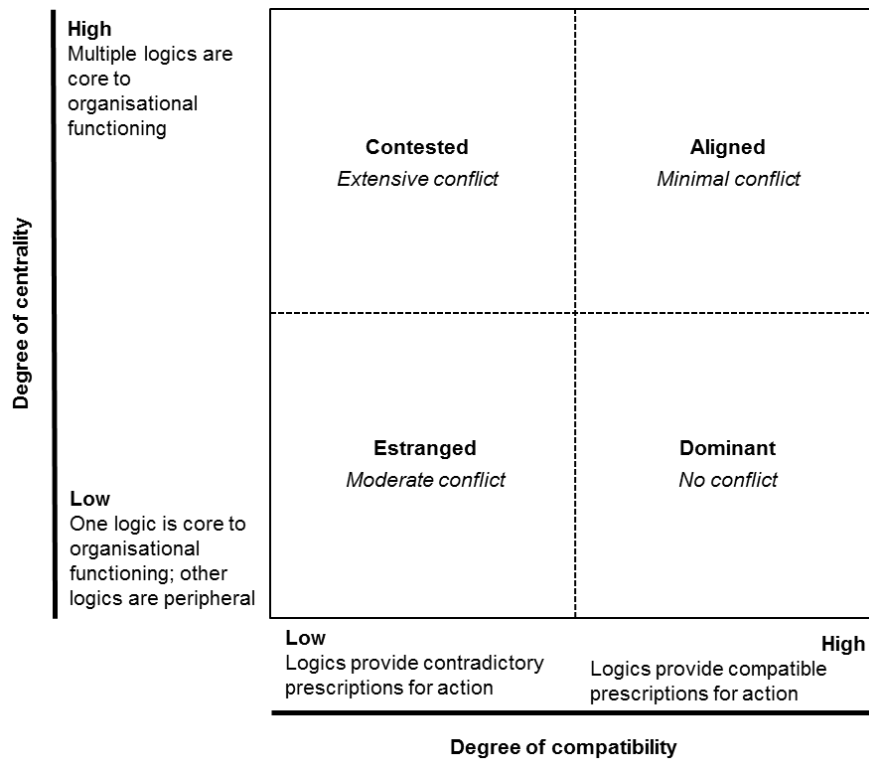 High
Multiple logics are
core to
organisational
functioning
Contested
Extensive conflict
Aligned
Minimal conflict
Degree of centrality
Estranged
Moderate conflict
Dominant
No conflict
Low
One logic is core to
organisational
functioning; other
logics are peripheral
Low
Logics provide contradictory
prescriptions for action
High
Logics provide compatible
prescriptions for action
Degree of compatibility